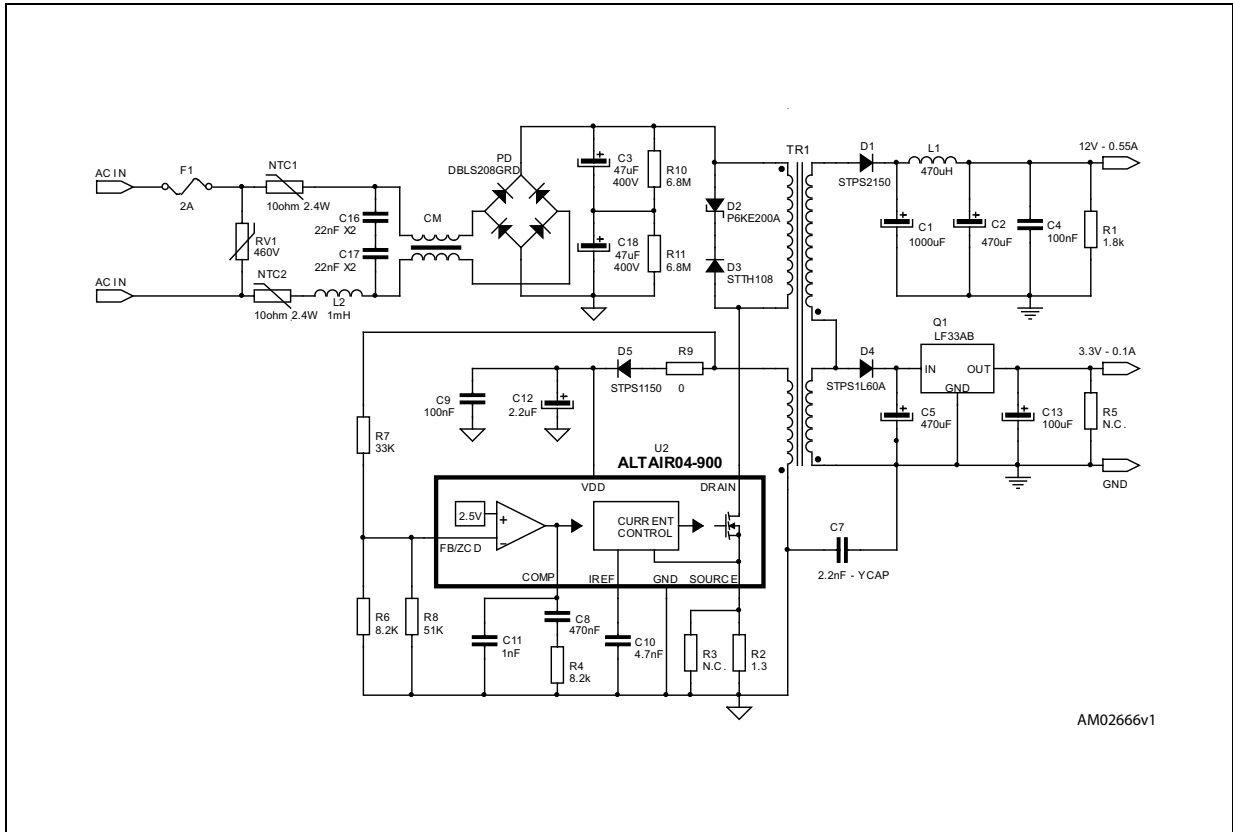 AC IN
F1
2A
NTC1
10ohm 2.4W
RV1
460V
AC IN
NTC2
10ohm 2.4W
L2
1mH
C16
22nF X2
C17
22nF X2
CM
PD
DBLS208GRD
C3
47uF
400V
R10
6.8M
C18
47uF
400V
R11
6.8M
D2
P6KE200A
D3
STTH108
TR1
D1
STPS2150
L1
470uH
12V - 0.55A
+
C1
1000uF
+
C2
470uF
C4
100nF
R1
1.8k
+
+
Q1
LF33AB
IN
OUT
GND
D4
STPS1L60A
3.3V - 0.1A
+
C5
470uF
+
C13
100uF
R5
N.C.
GND
D5
STPS1150
R9
0
C9
100nF
+
C12
2.2uF
R7
33K
U2
ALTAIR04-900
VDD
DRAIN
2.5V
+
-
CURRENT
CONTROL
FB/ZCD
COMP
IREF
GND
SOURCE
C7
2.2nF - YCAP
R6
8.2K
R8
51K
C11
1nF
C8
470nF
R4
8.2k
C10
4.7nF
R3
N.C.
R2
1.3
AM02666v1